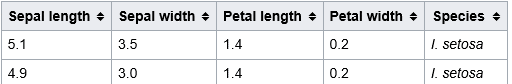 Sepal length Sepal width Petal length Petal width Species
5.1 3.5 1.4 0.2 I. setosa
4.9 3.0 1.4 0.2 I. setosa